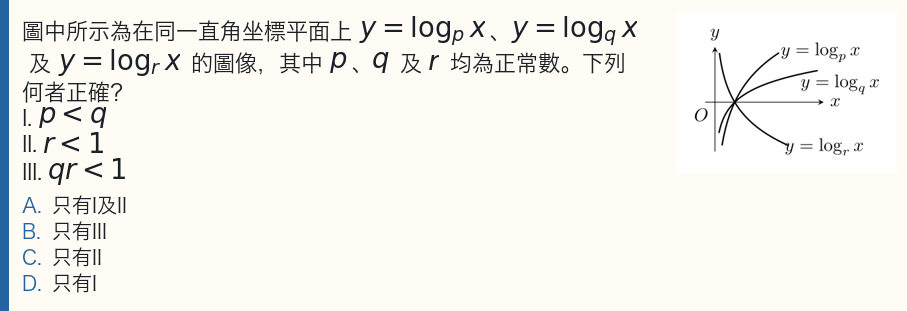 圖中所示為在同一直角坐標平面上 y = log_p x、y = log_q x
及 y = log_r x 的圖像，其中 p、q 及 r 均為正常數。下列
何者正確？
I. p < q
II. r < 1
III. qr < 1
A. 只有I及II
B. 只有III
C. 只有II
D. 只有I
y
y = log_p x
y = log_q x
x
O
y = log_r x